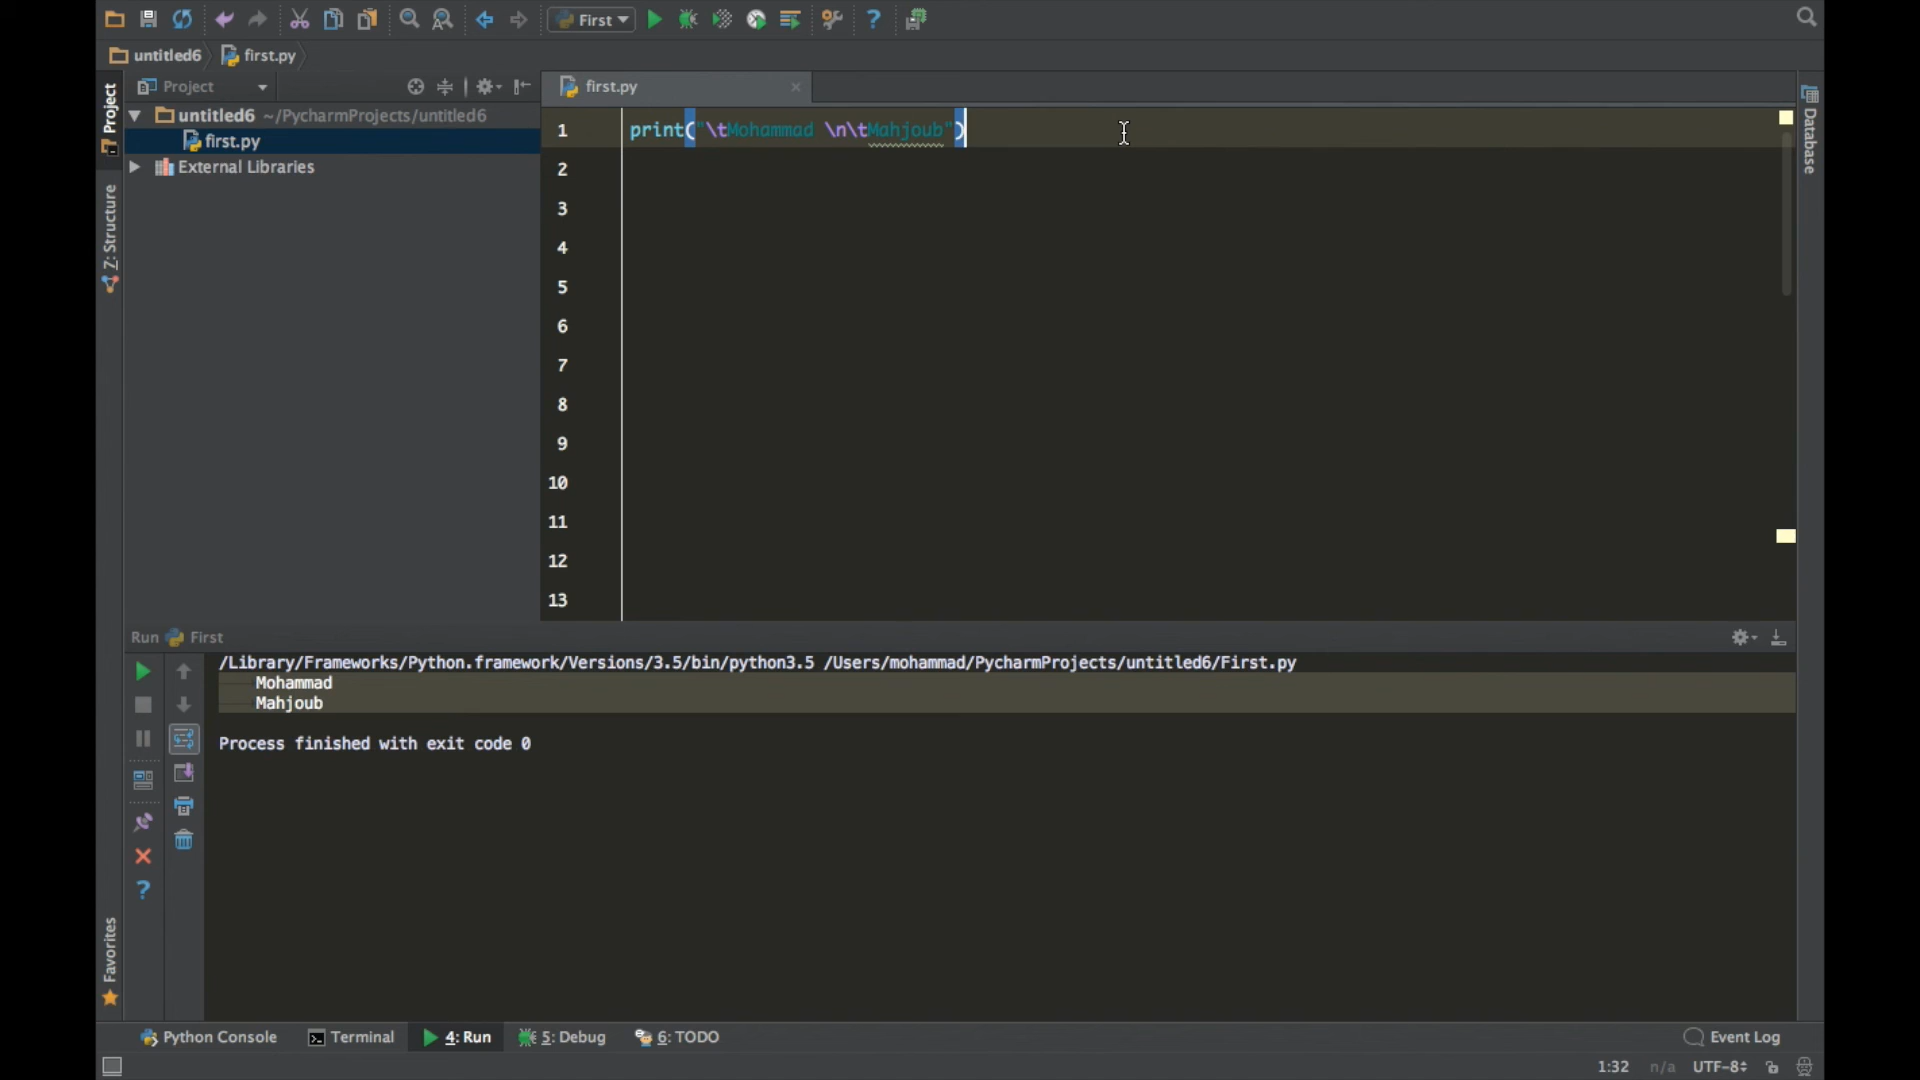 First
untitled6 first.py
Project
Project
first.py
untitled6 ~/PycharmProjects/untitled6
first.py
External Libraries
Z: Structure
Database
Favorites
1 print("\tMohammad \n\tMahjoub")
2
3
4
5
6
7
8
9
10
11
12
13
Run First
/Library/Frameworks/Python.framework/Versions/3.5/bin/python3.5 /Users/mohammad/PycharmProjects/untitled6/First.py
Mohammad
Mahjoub
Process finished with exit code 0
Python Console Terminal 4: Run 5: Debug 6: TODO Event Log
1:32 n/a UTF-8